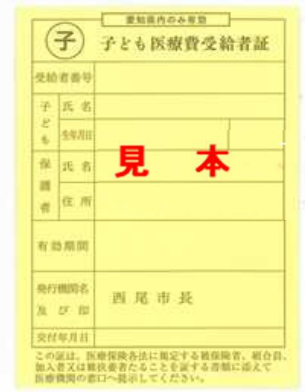 愛知県内のみ有効
子 子ども医療費受給者証
受給者番号
子ども 氏名
生年月日
保護者 氏名
住所
見本
有効期間
発行機関名及び印 西尾市長
交付年月日
この証は、医療保険各法に規定する被保険者、組合員、
加入者又は被扶養者たることを証する書類に添えて
医療機関の窓口へ提示してください。